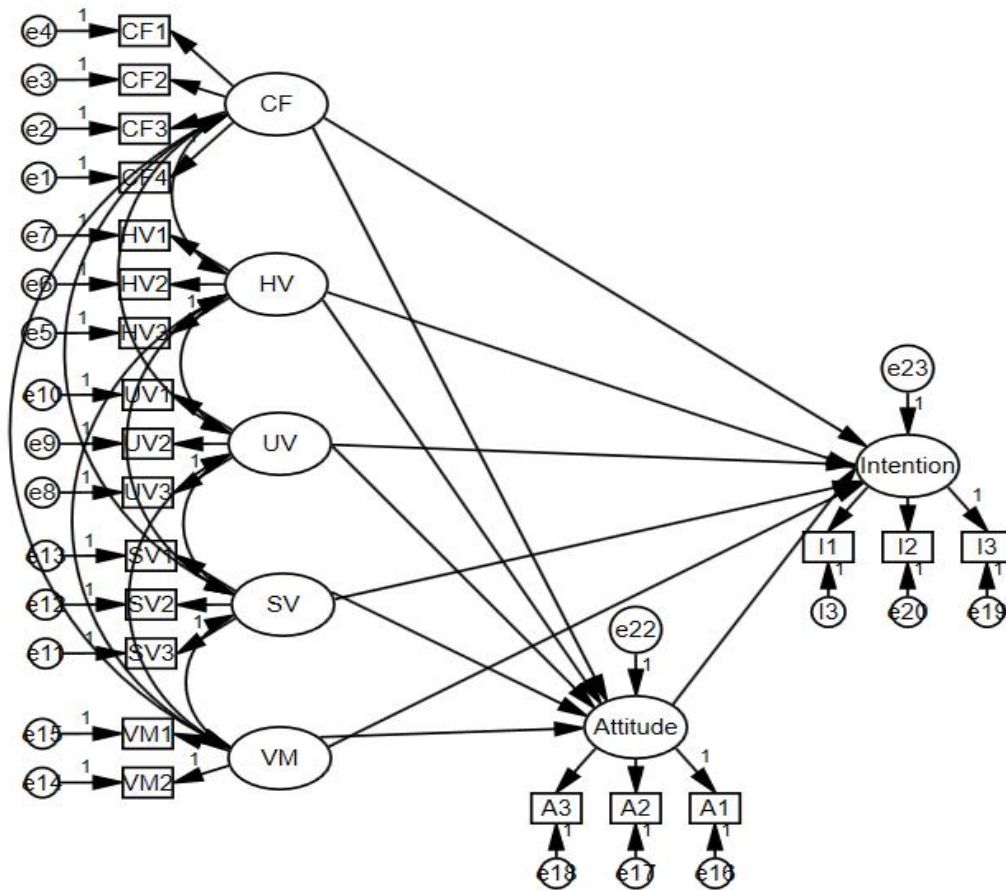 e4 1 CF1
e3 1 CF2
CF
e2 1 CF3
e1 1 CF4
e7 1 HV1
e6 1 HV2
HV
1
e5 1 HV3
e10 1 UV1
e9 1 UV2
UV
e8 1 UV3
1
e13 1 SV1
e12 1 SV2
SV
e11 1 SV3
1
e15 1 VM1
VM
e14 1 VM2
1
e23
1
Intention
1
I1 I2 I3
1 1 1
I3 e20 e19
e22
1
Attitude
1
A3 A2 A1
1 1 1
e18 e17 e16